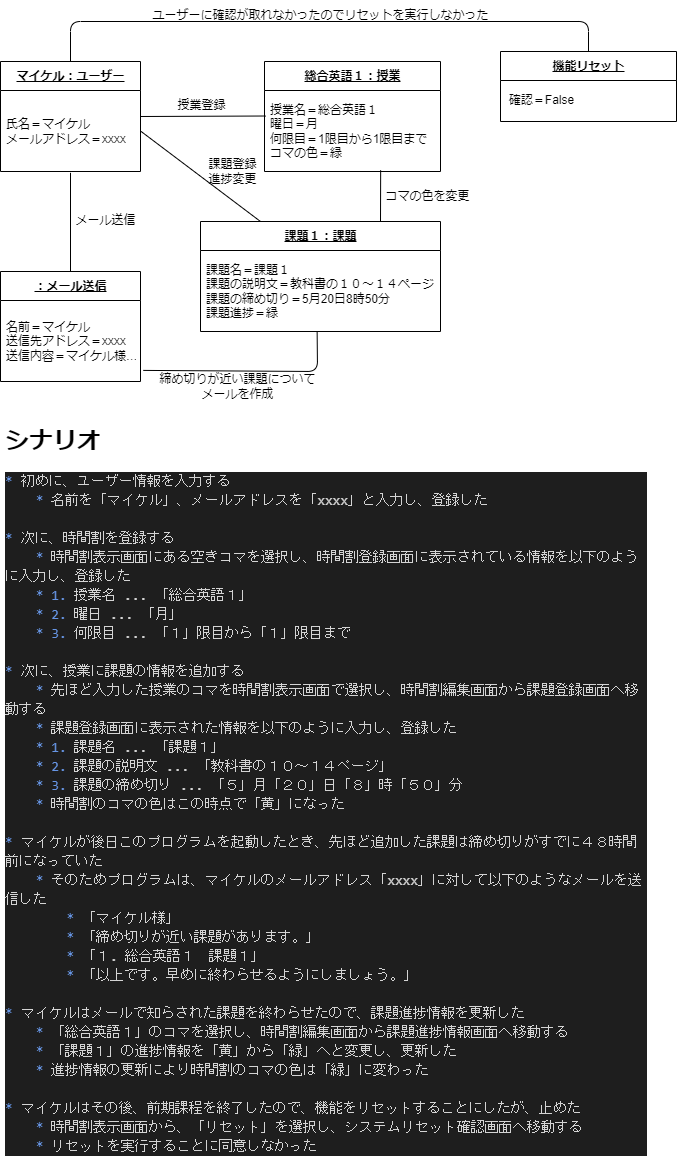 ユーザーに確認が取れなかったのでリセットを実行しなかった
マイケル：ユーザー
氏名＝マイケル
メールアドレス＝xxxx
授業登録
総合英語１：授業
授業名＝総合英語１
曜日＝月
何限目＝1限目から1限目まで
コマの色＝緑
機能リセット
確認＝False
課題登録
進捗変更
コマの色を変更
メール送信
課題１：課題
課題名＝課題１
課題の説明文＝教科書の１０～１４ページ
課題の締め切り＝5月20日8時50分
課題進捗＝緑
：メール送信
名前＝マイケル
送信先アドレス＝xxxx
送信内容＝マイケル様...
締め切りが近い課題について
メールを作成
シナリオ
* 初めに、ユーザー情報を入力する
* 名前を「マイケル」、メールアドレスを「xxxx」と入力し、登録した
* 次に、時間割を登録する
* 時間割表示画面にある空きコマを選択し、時間割登録画面に表示されている情報を以下のよう
に入力し、登録した
* 1. 授業名 ... 「総合英語１」
* 2. 曜日 ... 「月」
* 3. 何限目 ... 「１」限目から「１」限目まで
* 次に、授業に課題の情報を追加する
* 先ほど入力した授業のコマを時間割表示画面で選択し、時間割編集画面から課題登録画面へ移
動する
* 課題登録画面に表示された情報を以下のように入力し、登録した
* 1. 課題名 ... 「課題１」
* 2. 課題の説明文 ... 「教科書の１０～１４ページ」
* 3. 課題の締め切り ... 「５」月「２０」日「８」時「５０」分
* 時間割のコマの色はこの時点で「黄」になった
* マイケルが後日このプログラムを起動したとき、先ほど追加した課題は締め切りがすでに４８時間
前になっていた
* そのためプログラムは、マイケルのメールアドレス「xxxx」に対して以下のようなメールを送
信した
* 「マイケル様」
* 「締め切りが近い課題があります。」
* 「１．総合英語１　課題１」
* 「以上です。早めに終わらせるようにしましょう。」
* マイケルはメールで知らされた課題を終わらせたので、課題進捗情報を更新した
* 「総合英語１」のコマを選択し、時間割編集画面から課題進捗情報画面へ移動する
* 「課題１」の進捗情報を「黄」から「緑」へと変更し、更新した
* 進捗情報の更新により時間割のコマの色は「緑」に変わった
* マイケルはその後、前期課程を終了したので、機能をリセットすることにしたが、止めた
* 時間割表示画面から、「リセット」を選択し、システムリセット確認画面へ移動する
* リセットを実行することに同意しなかった